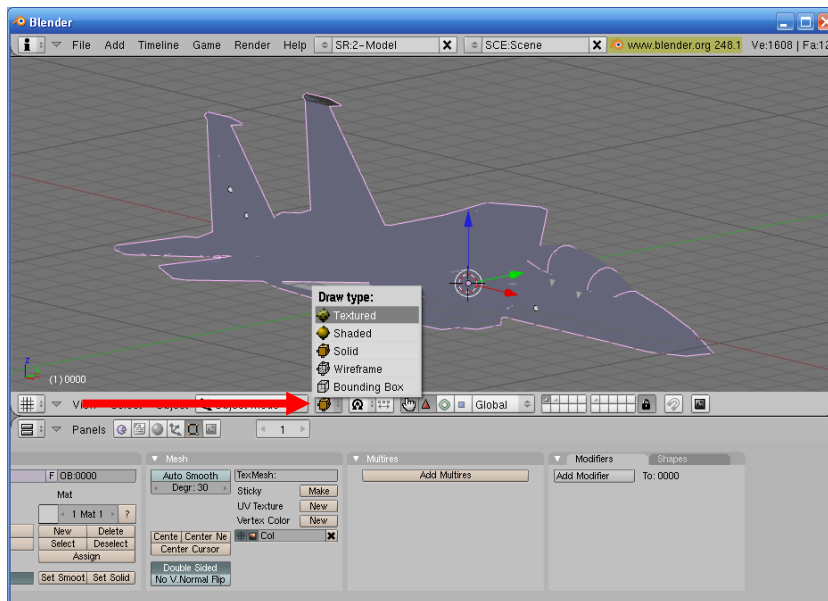 Blender
File Add Timeline Game Render Help SR:2-Model SCE:Scene www.blender.org 248.1 Ve:1608 | Fa:12
Draw type:
Textured
Shaded
Solid
Wireframe
Bounding Box
z
(1) 0000
Global
Panels 1
Mesh
Multires
Modifiers Shapes
F OB:0000
Auto Smooth TexMesh:
Add Multires
Add Modifier To: 0000
Mat
Degr: 30 Sticky Make
1 Mat 1 ?
UV Texture New
New Delete
Vertex Color New
Select Deselect
Cente Center Ne Col
Assign
Center Cursor
Double Sided
Set Smoot Set Solid No V.Normal Flip